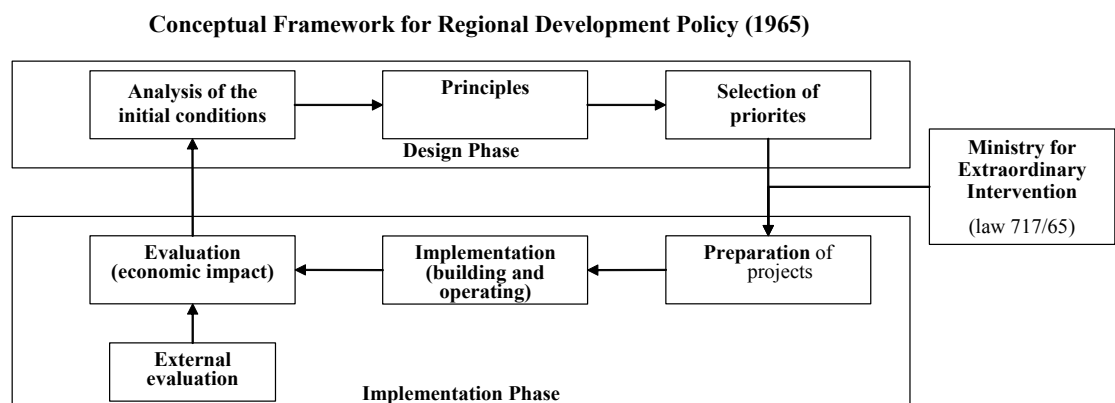 Conceptual Framework for Regional Development Policy (1965)
Analysis of the
initial conditions
Principles
Selection of
priorites
Design Phase
Ministry for
Extraordinary
Intervention
(law 717/65)
Evaluation
(economic impact)
Implementation
(building and
operating)
Preparation of
projects
External
evaluation
Implementation Phase